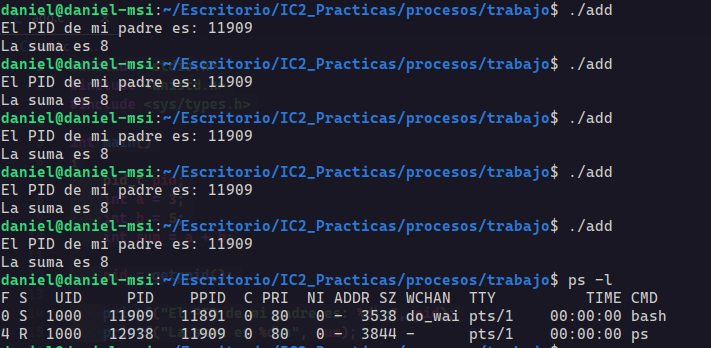 daniel@daniel-msi:~/Escritorio/IC2_Practicas/procesos/trabajo$ ./add
El PID de mi padre es: 11909
La suma es 8
daniel@daniel-msi:~/Escritorio/IC2_Practicas/procesos/trabajo$ ./add
El PID de mi padre es: 11909
La suma es 8
daniel@daniel-msi:~/Escritorio/IC2_Practicas/procesos/trabajo$ ./add
El PID de mi padre es: 11909
La suma es 8
daniel@daniel-msi:~/Escritorio/IC2_Practicas/procesos/trabajo$ ./add
El PID de mi padre es: 11909
La suma es 8
daniel@daniel-msi:~/Escritorio/IC2_Practicas/procesos/trabajo$ ./add
El PID de mi padre es: 11909
La suma es 8
daniel@daniel-msi:~/Escritorio/IC2_Practicas/procesos/trabajo$ ps -l
F S   UID     PID    PPID  C PRI  NI ADDR SZ WCHAN  TTY          TIME CMD
0 S  1000   11909   11891  0  80   0 -  3538 do_wai pts/1    00:00:00 bash
4 R  1000   12938   11909  0  80   0 -  3844 -      pts/1    00:00:00 ps